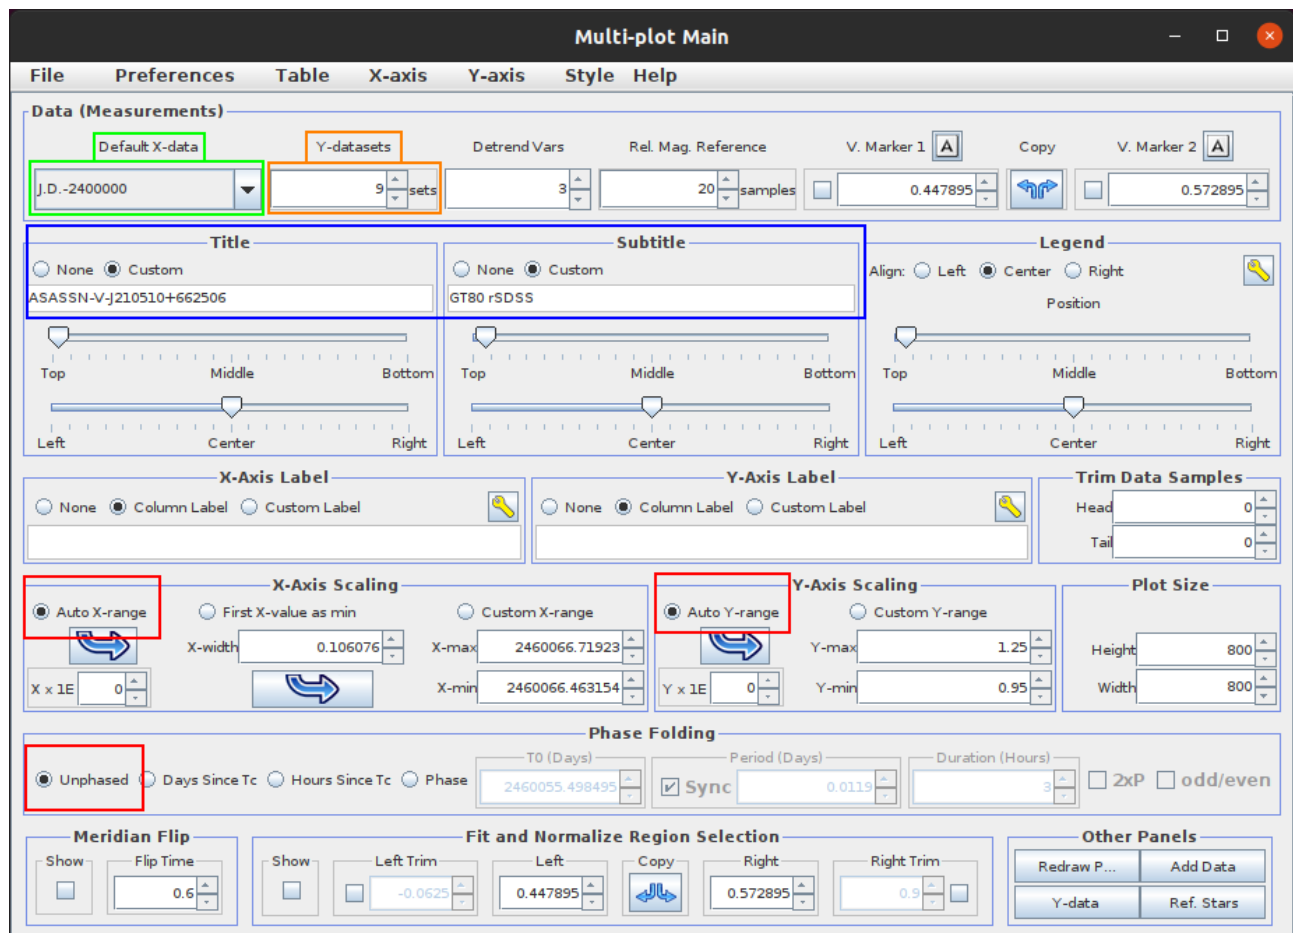 Multi-plot Main
File Preferences Table X-axis Y-axis Style Help
Data (Measurements)
Default X-data Y-datasets Detrend Vars Rel. Mag. Reference V. Marker 1 A Copy V. Marker 2 A
J.D.-2400000 9 sets 3 20 samples 0.447895 0.572895
Title Subtitle Legend
None Custom None Custom Align: Left Center Right
ASASSN-V-J210510+662506 GT80 rSDSS Position
Top Middle Bottom Top Middle Bottom Top Middle Bottom
Left Center Right Left Center Right Left Center Right
X-Axis Label Y-Axis Label Trim Data Samples
None Column Label Custom Label None Column Label Custom Label Head 0
Tail 0
X-Axis Scaling Y-Axis Scaling Plot Size
Auto X-range First X-value as min Custom X-range Auto Y-range Custom Y-range
X-width 0.106076 X-max 2460066.71923 Y-max 1.25 Height 800
X x 1E 0 X-min 2460066.463154 Y x 1E 0 Y-min 0.95 Width 800
Phase Folding
T0 (Days) Period (Days) Duration (Hours)
Unphased Days Since Tc Hours Since Tc Phase 2460055.498495 Sync 0.0119 3 2xP odd/even
Meridian Flip Fit and Normalize Region Selection Other Panels
Show Flip Time Show Left Trim Left Copy Right Right Trim Redraw P... Add Data
0.6 -0.0625 0.447895 0.572895 0.9 Y-data Ref. Stars